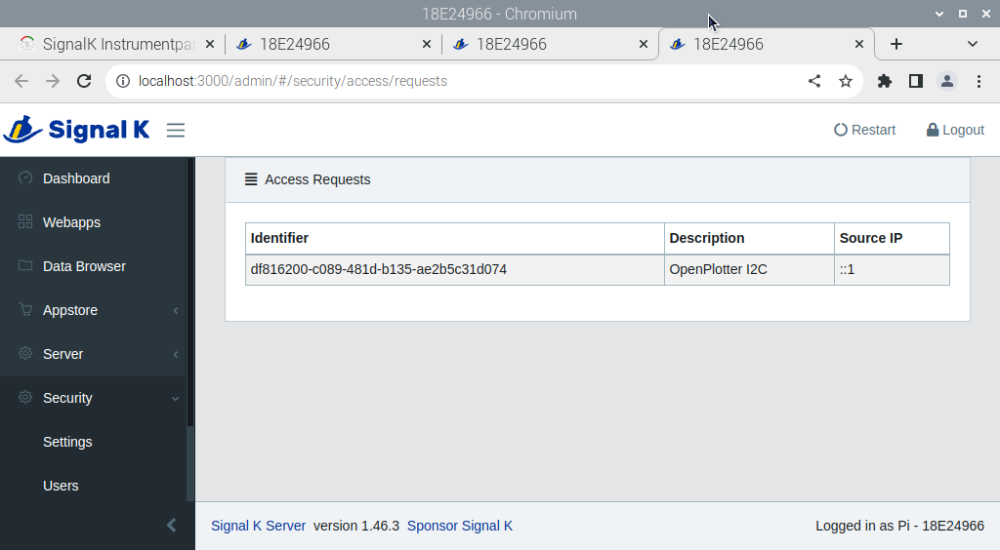 18E24966 - Chromium
SignalK Instrumentpa
18E24966
18E24966
18E24966
localhost:3000/admin/#/security/access/requests
Signal K
Restart
Logout
Dashboard
Webapps
Data Browser
Appstore
Server
Security
Settings
Users
Access Requests
Identifier Description Source IP
df816200-c089-481d-b135-ae2b5c31d074 OpenPlotter I2C ::1
Signal K Server version 1.46.3 Sponsor Signal K
Logged in as Pi - 18E24966